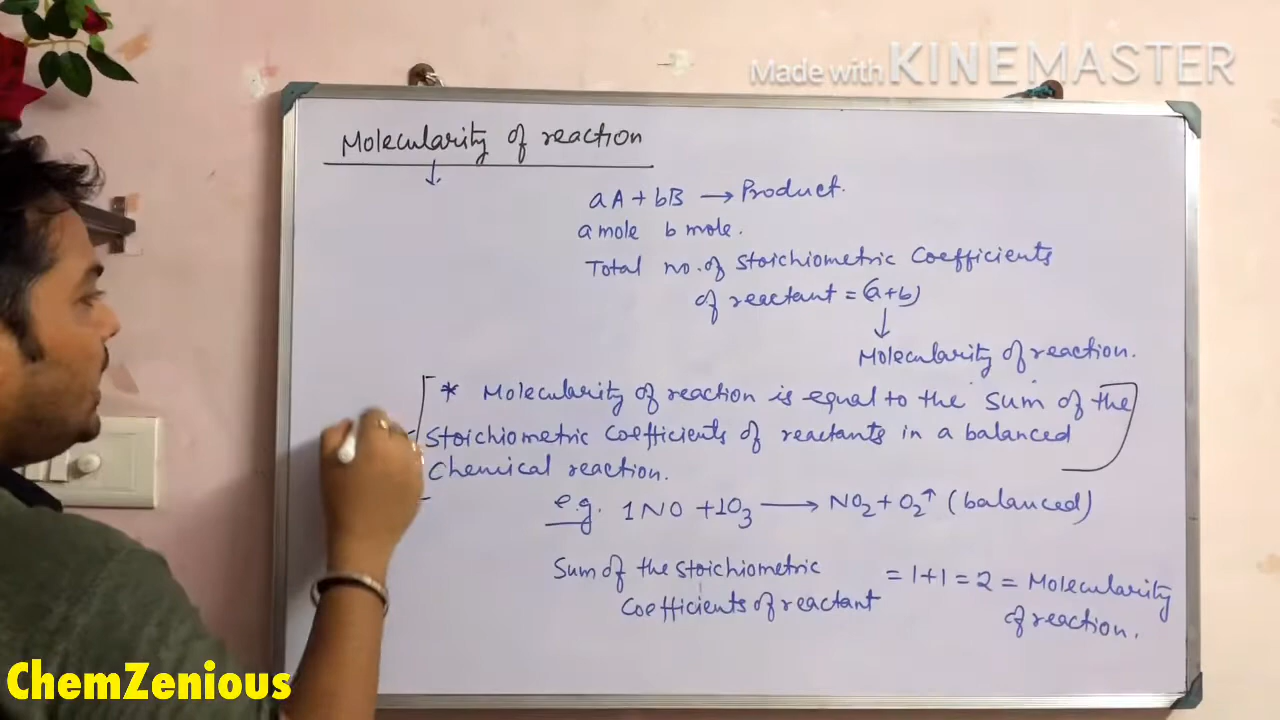 Made with KINEMASTER
Molecularity of reaction
aA + bB → Product.
a mole b mole.
Total no. of stoichiometric Coefficients
of reactant = (a+b)
↓
Molecularity of reaction.
* Molecularity of reaction is equal to the sum of the
Stoichiometric Coefficients of reactants in a balanced
Chemical reaction.
e.g. 1NO + 1O₃ → NO₂ + O₂↑ (balanced)
Sum of the stoichiometric
Coefficients of reactant = 1+1 = 2 = Molecularity
of reaction.
ChemZenious